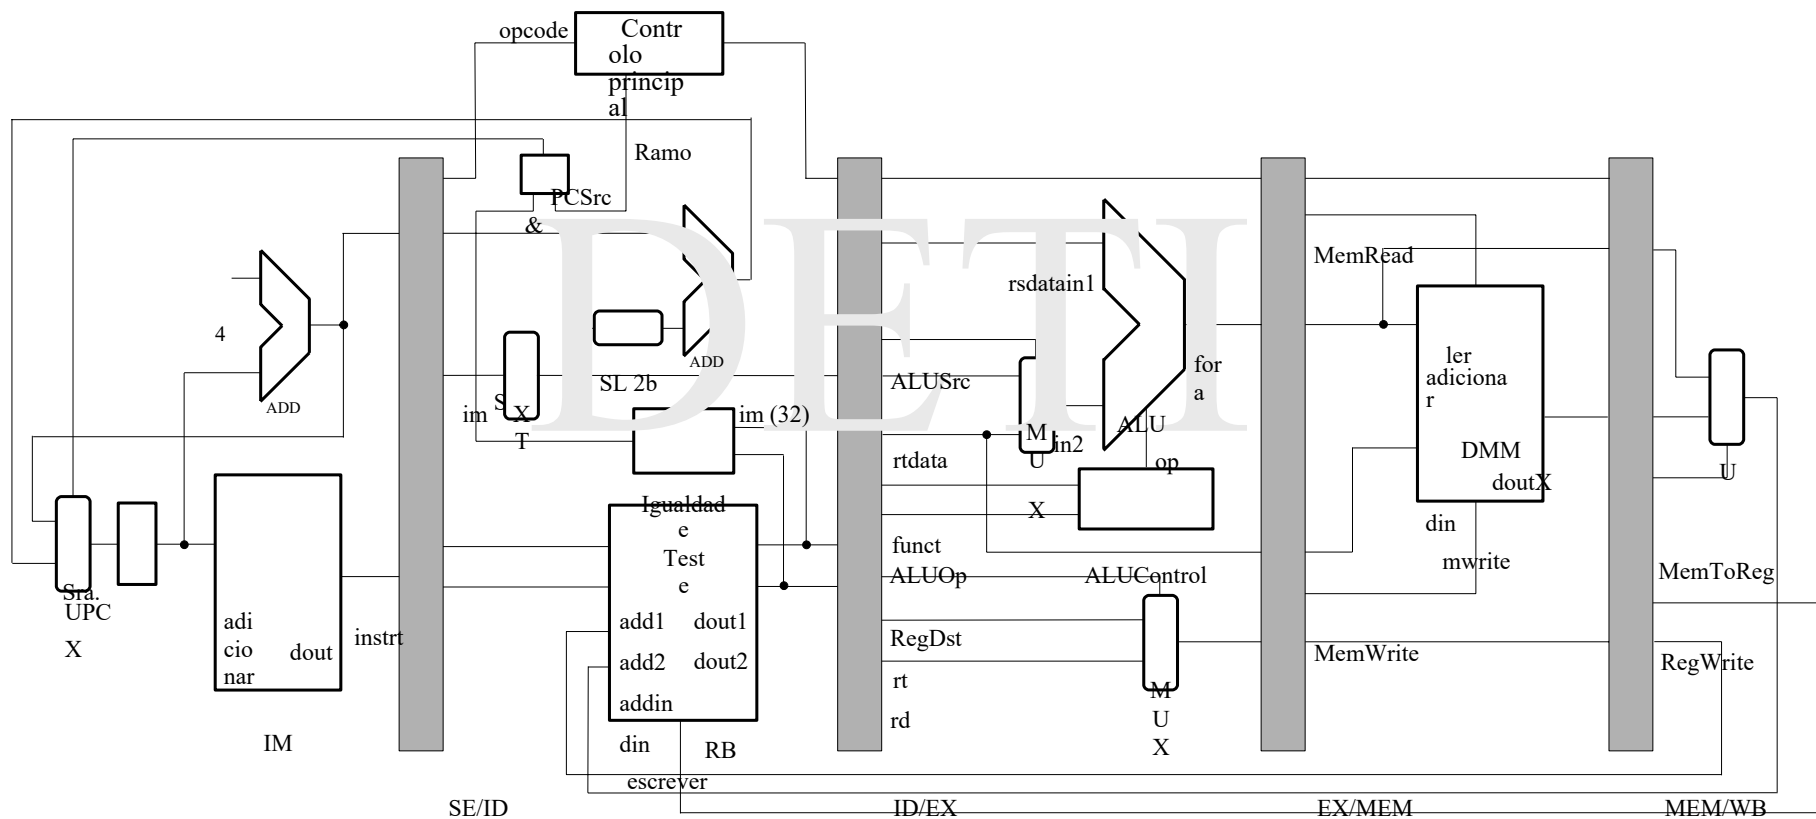 opcode
Contr
olo
princip
al
Ramo
PCSrc
&
DETI
MemRead
rsdatain1
4
ADD
ADD
SL 2b
ALUSrc
for
a
ler
adiciona
r
im
S
X
T
im (32)
M
U
X
in2
ALU
op
rtdata
DMM
doutX
U
din
mwrite
Igualdad
e
Test
e
funct
ALUOp
ALUControl
MemToReg
Sra.
UPC
X
adi
cio
nar
dout
instrt
add1
dout1
add2
dout2
addin
din
RB
escrever
RegDst
rt
rd
M
U
X
MemWrite
RegWrite
IM
SE/ID
ID/EX
EX/MEM
MEM/WB